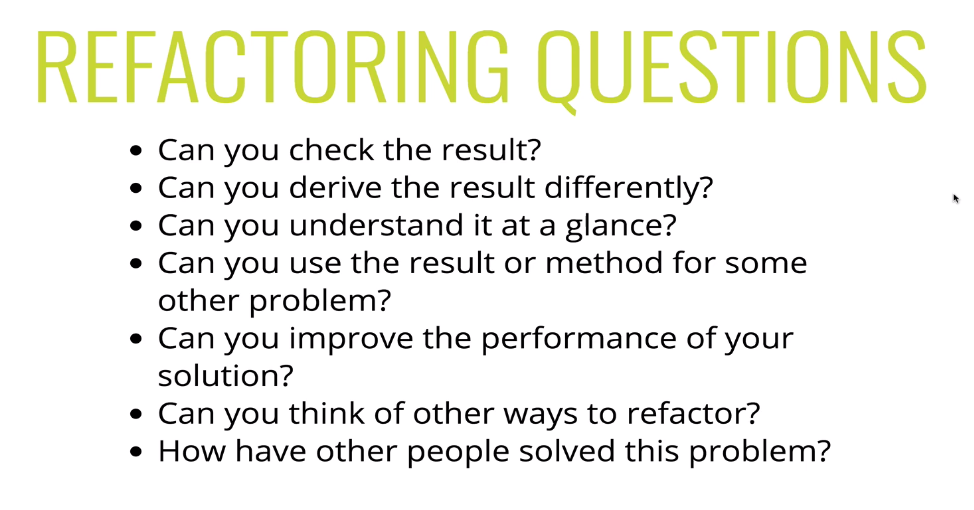 REFACTORING QUESTIONS
• Can you check the result?
• Can you derive the result differently?
• Can you understand it at a glance?
• Can you use the result or method for some
other problem?
• Can you improve the performance of your
solution?
• Can you think of other ways to refactor?
• How have other people solved this problem?